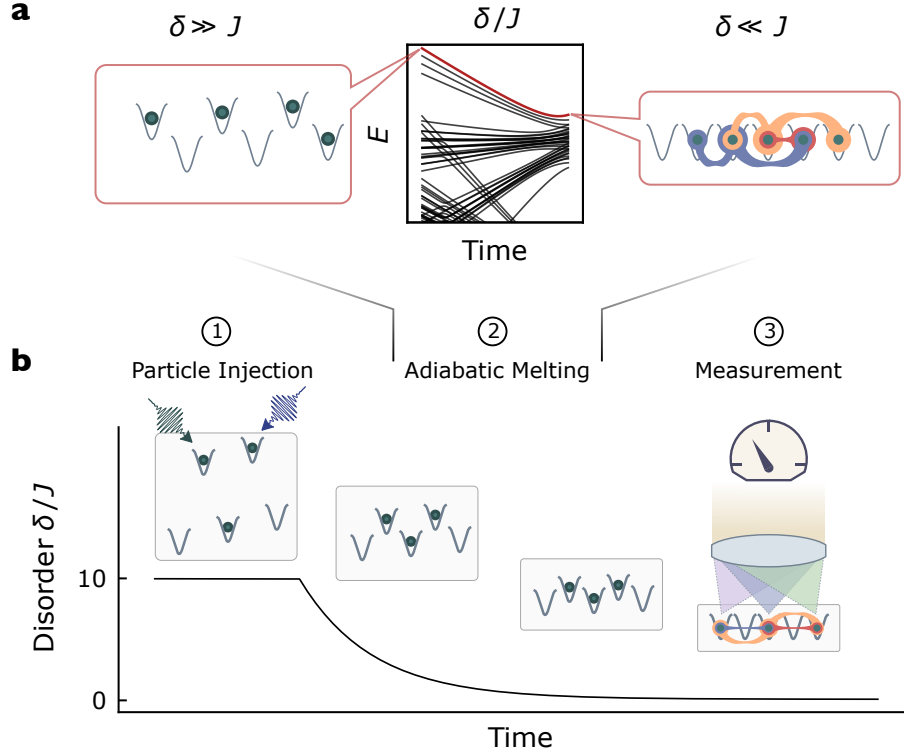 a
δ ≫ J
δ/J
δ ≪ J
E
Time
1
2
3
b
Particle Injection
Adiabatic Melting
Measurement
Disorder δ/J
10
0
Time